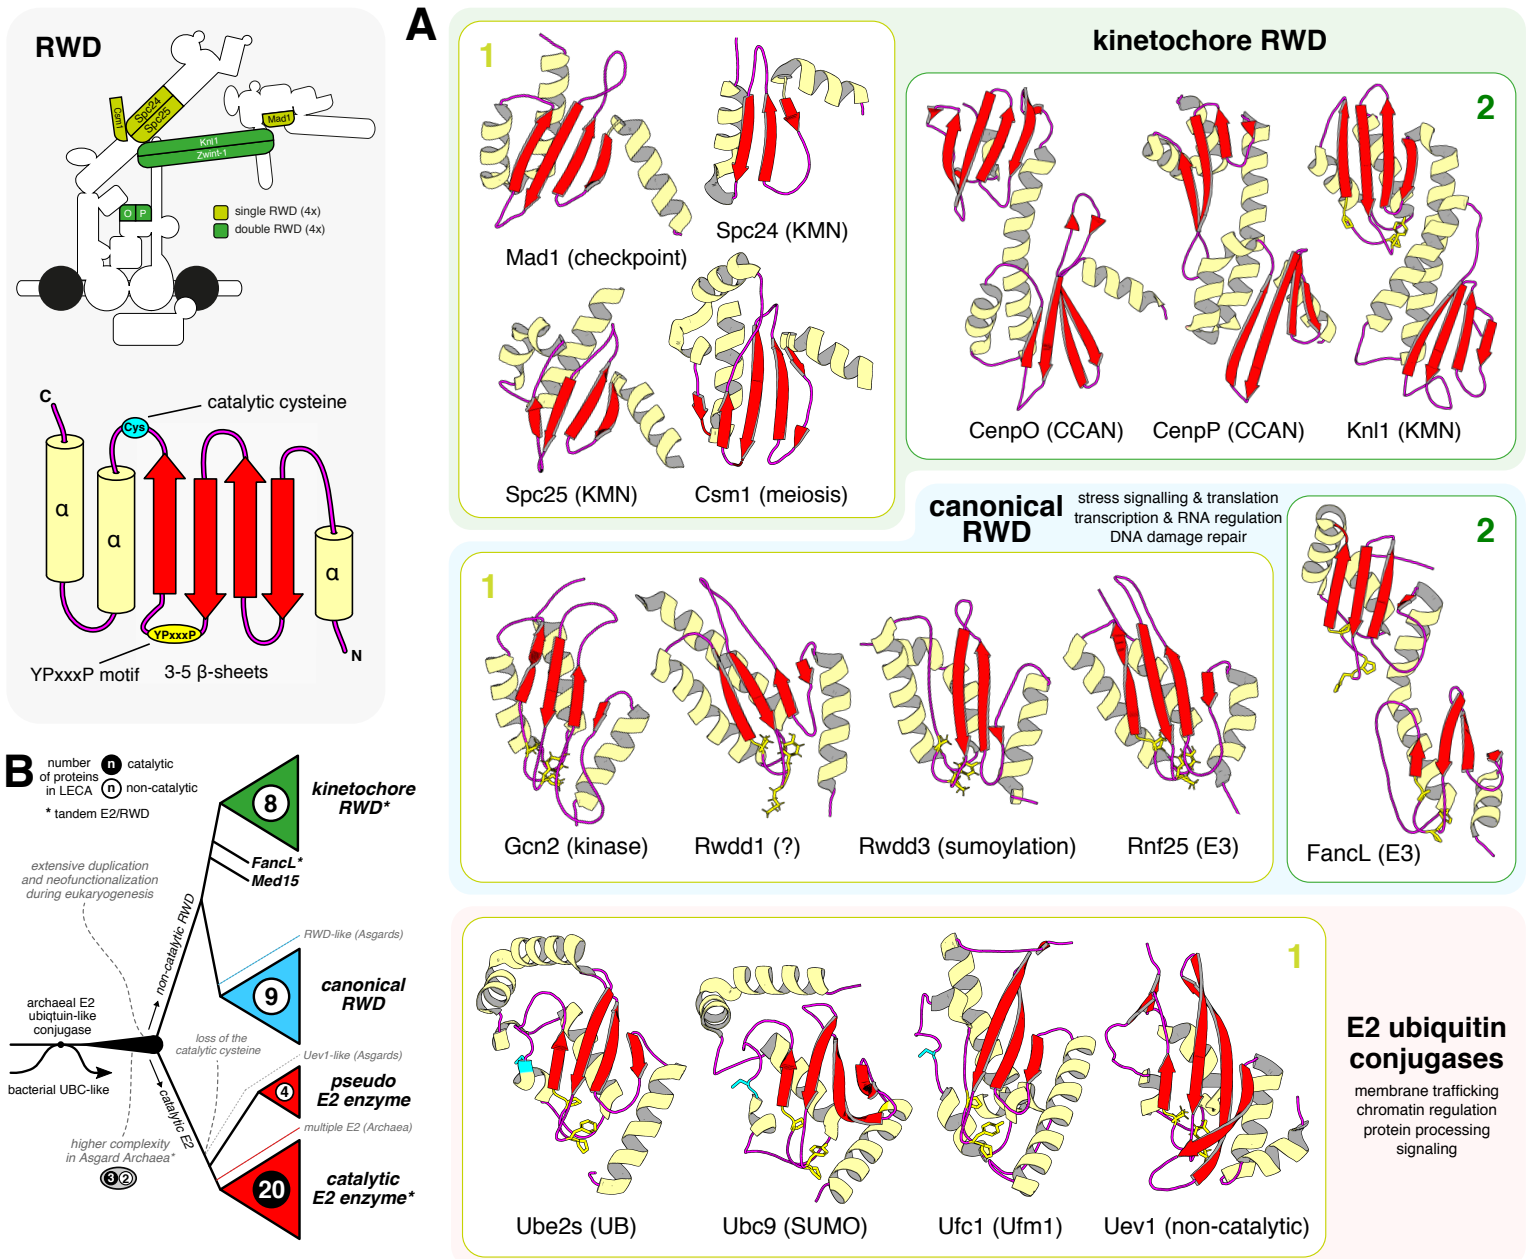 RWD
Csm1
Spc24
Spc25
Mad1
Knl1
Zwint-1
O P
single RWD (4x)
double RWD (4x)
C
catalytic cysteine
Cys
α
α
α
YPxxxP
N
YPxxxP motif
3-5 β-sheets
A
kinetochore RWD
1
Mad1 (checkpoint)
Spc24 (KMN)
Spc25 (KMN)
Csm1 (meiosis)
2
CenpO (CCAN)
CenpP (CCAN)
Knl1 (KMN)
canonical
RWD
stress signalling & translation
transcription & RNA regulation
DNA damage repair
1
Gcn2 (kinase)
Rwdd1 (?)
Rwdd3 (sumoylation)
Rnf25 (E3)
2
FancL (E3)
1
Ube2s (UB)
Ubc9 (SUMO)
Ufc1 (Ufm1)
Uev1 (non-catalytic)
E2 ubiquitin
conjugases
membrane trafficking
chromatin regulation
protein processing
signaling
B
number
of proteins
in LECA
n catalytic
n non-catalytic
* tandem E2/RWD
8
kinetochore
RWD*
FancL*
Med15
extensive duplication
and neofunctionalization
during eukaryogenesis
non-catalytic RWD
RWD-like (Asgards)
9
canonical
RWD
archaeal E2
ubiqtuin-like
conjugase
bacterial UBC-like
loss of the
catalytic cysteine
Uev1-like (Asgards)
catalytic E2
4
pseudo
E2 enzyme
multiple E2 (Archaea)
higher complexity
in Asgard Archaea*
3 2
20
catalytic
E2 enzyme*